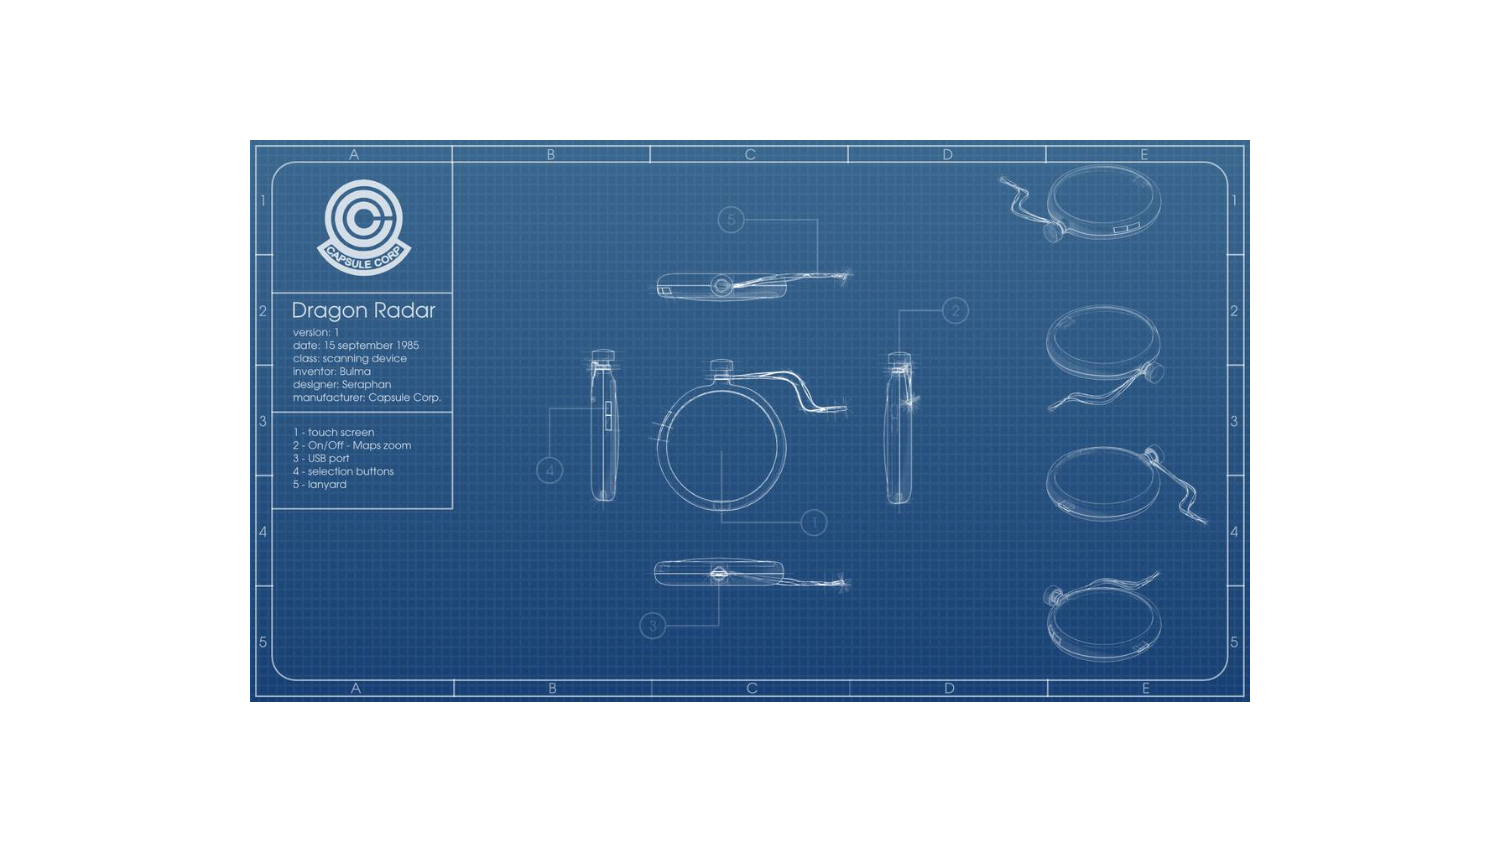 A B C D E
1
2
3
4
5
CAPSULE CORP
Dragon Radar
version: 1
date: 15 september 1985
class: scanning device
inventor: Bulma
designer: Seraphan
manufacturer: Capsule Corp.
1 - touch screen
2 - On/Off - Maps zoom
3 - USB port
4 - selection buttons
5 - lanyard
5
2
4
1
3
1
2
3
4
5
A B C D E